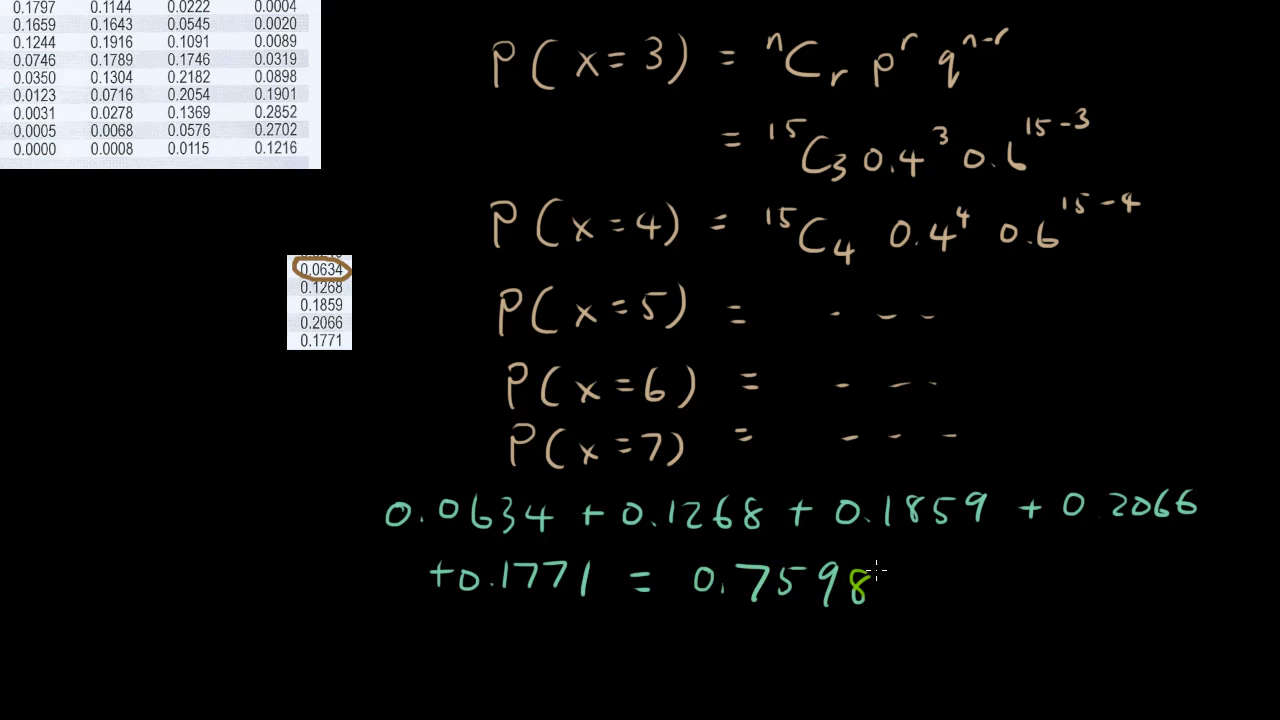 0.1797 0.1144 0.0222 0.0004
0.1659 0.1643 0.0545 0.0020
0.1244 0.1916 0.1091 0.0089
0.0746 0.1789 0.1746 0.0319
0.0350 0.1304 0.2182 0.0898
0.0123 0.0716 0.2054 0.1901
0.0031 0.0278 0.1369 0.2852
0.0005 0.0068 0.0576 0.2702
0.0000 0.0008 0.0115 0.1216
0.0634
0.1268
0.1859
0.2066
0.1771
P(x=3) = ⁿCᵣ pʳ qⁿ⁻ʳ
= ¹⁵C₃ 0.4³ 0.6¹⁵⁻³
P(x=4) = ¹⁵C₄ 0.4⁴ 0.6¹⁵⁻⁴
P(x=5) = - - -
P(x=6) = - - -
P(x=7) = - - -
0.0634 + 0.1268 + 0.1859 + 0.2066
+0.1771 = 0.7598